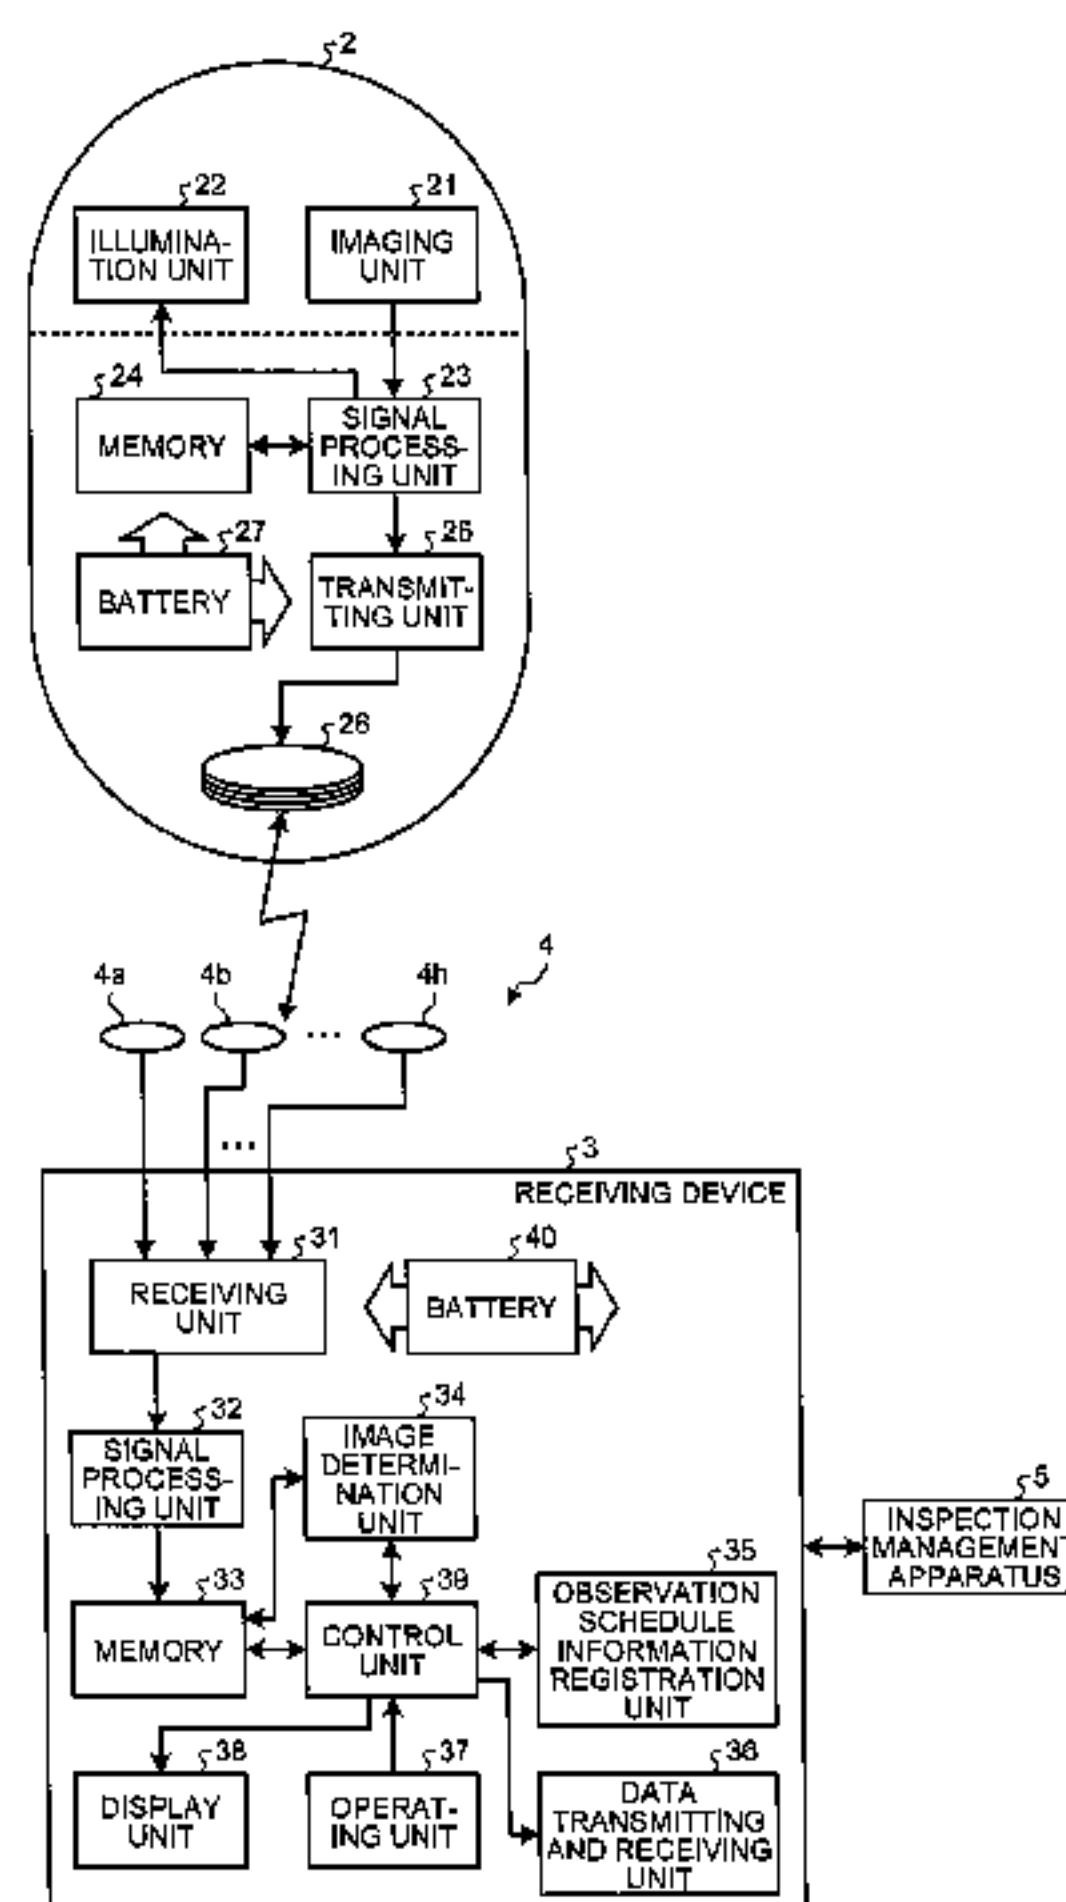 2
22
21
ILLUMINA-
TION UNIT
IMAGING
UNIT
24
23
MEMORY
SIGNAL
PROCESS-
ING UNIT
27
25
BATTERY
TRANSMIT-
TING UNIT
26
4
4a
4b
4h
...
...
3
RECEIVING DEVICE
31
40
RECEIVING
UNIT
BATTERY
32
34
SIGNAL
PROCESS-
ING UNIT
IMAGE
DETERMI-
NATION
UNIT
5
INSPECTION
MANAGEMENT
APPARATUS
33
39
35
MEMORY
CONTROL
UNIT
OBSERVATION
SCHEDULE
INFORMATION
REGISTRATION
UNIT
38
37
36
DISPLAY
UNIT
OPERAT-
ING UNIT
DATA
TRANSMITTING
AND RECEIVING
UNIT